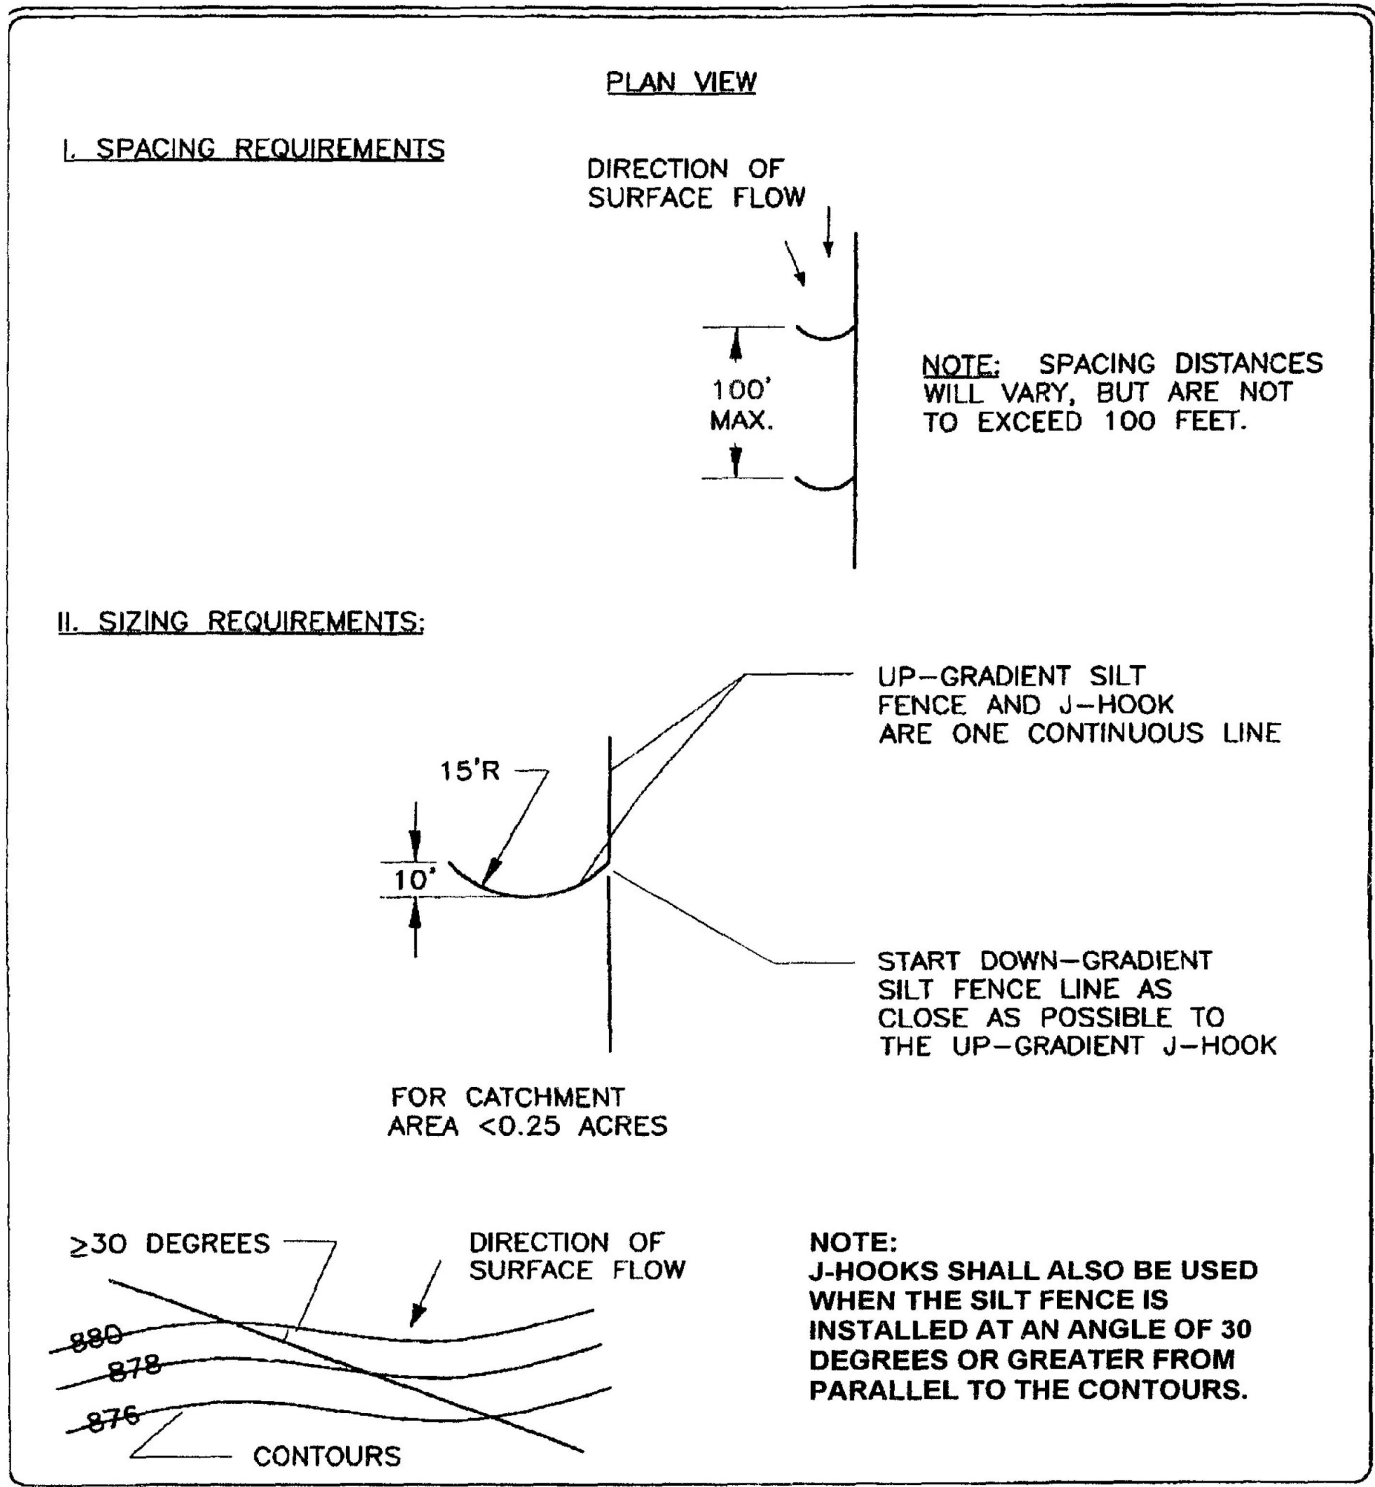 PLAN VIEW
I. SPACING REQUIREMENTS
DIRECTION OF
SURFACE FLOW
100'
MAX.
NOTE: SPACING DISTANCES
WILL VARY, BUT ARE NOT
TO EXCEED 100 FEET.
II. SIZING REQUIREMENTS:
UP-GRADIENT SILT
FENCE AND J-HOOK
ARE ONE CONTINUOUS LINE
15'R
10'
START DOWN-GRADIENT
SILT FENCE LINE AS
CLOSE AS POSSIBLE TO
THE UP-GRADIENT J-HOOK
FOR CATCHMENT
AREA <0.25 ACRES
≥30 DEGREES
DIRECTION OF
SURFACE FLOW
880
878
876
CONTOURS
NOTE:
J-HOOKS SHALL ALSO BE USED
WHEN THE SILT FENCE IS
INSTALLED AT AN ANGLE OF 30
DEGREES OR GREATER FROM
PARALLEL TO THE CONTOURS.